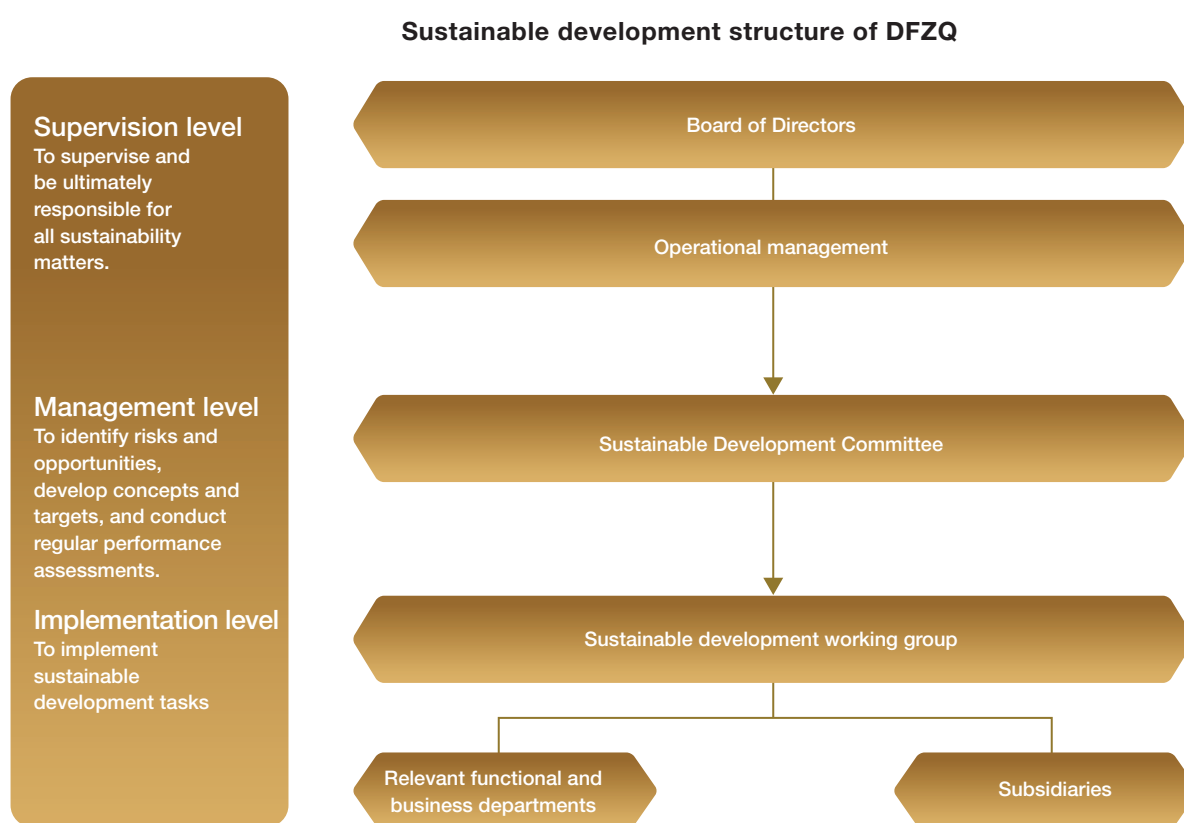 Sustainable development structure of DFZQ
Supervision level
To supervise and
be ultimately
responsible for
all sustainability
matters.
Management level
To identify risks and
opportunities,
develop concepts and
targets, and conduct
regular performance
assessments.
Implementation level
To implement
sustainable
development tasks
Board of Directors
Operational management
Sustainable Development Committee
Sustainable development working group
Relevant functional and
business departments
Subsidiaries